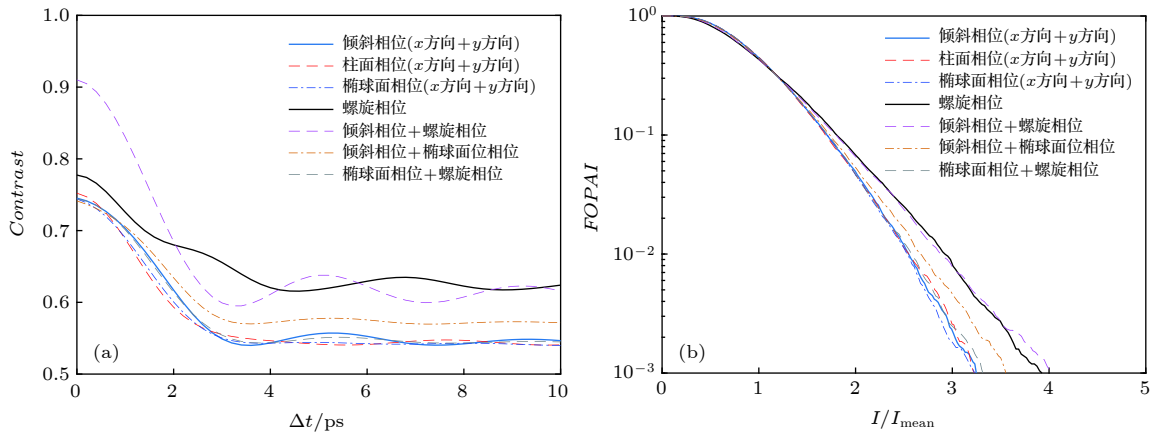 1.0
0.9
0.8
0.7
0.6
0.5
Contrast
0
2
4
6
8
10
Δt/ps
(a)
倾斜相位(x方向+y方向)
柱面相位(x方向+y方向)
椭球面相位(x方向+y方向)
螺旋相位
倾斜相位+螺旋相位
倾斜相位+椭球面位相位
椭球面相位+螺旋相位
10⁰
10⁻¹
10⁻²
10⁻³
FOPAI
0
1
2
3
4
5
I/I_mean
(b)
倾斜相位(x方向+y方向)
柱面相位(x方向+y方向)
椭球面相位(x方向+y方向)
螺旋相位
倾斜相位+螺旋相位
倾斜相位+椭球面位相位
椭球面相位+螺旋相位